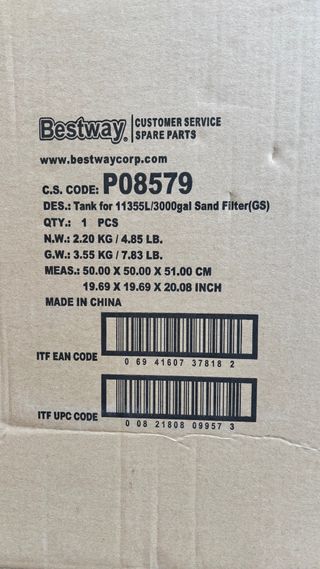 Bestway® CUSTOMER SERVICE
SPARE PARTS
www.bestwaycorp.com
C.S. CODE: P08579
DES.: Tank for 11355L/3000gal Sand Filter(GS)
QTY.: 1 PCS
N.W.: 2.20 KG / 4.85 LB.
G.W.: 3.55 KG / 7.83 LB.
MEAS.: 50.00 X 50.00 X 51.00 CM
19.69 X 19.69 X 20.08 INCH
MADE IN CHINA
ITF EAN CODE
0 69 41607 37818 2
ITF UPC CODE
0 08 21808 09957 3